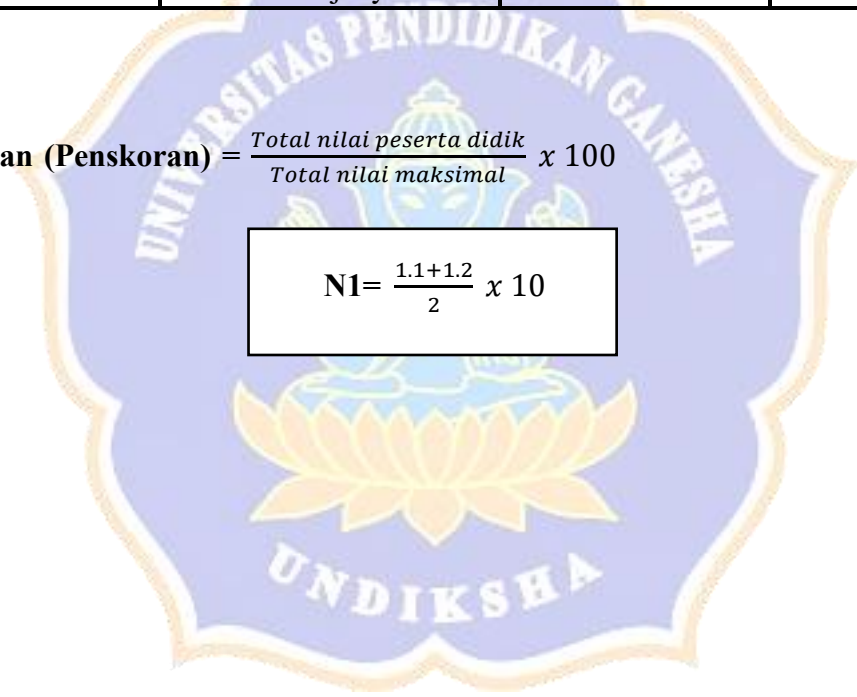 an (Penskoran) = Total nilai peserta didik / Total nilai maksimal x 100
N1= 1.1+1.2 / 2 x 10
UNIVERSITAS PENDIDIKAN GANESHA
UNDIKSHA